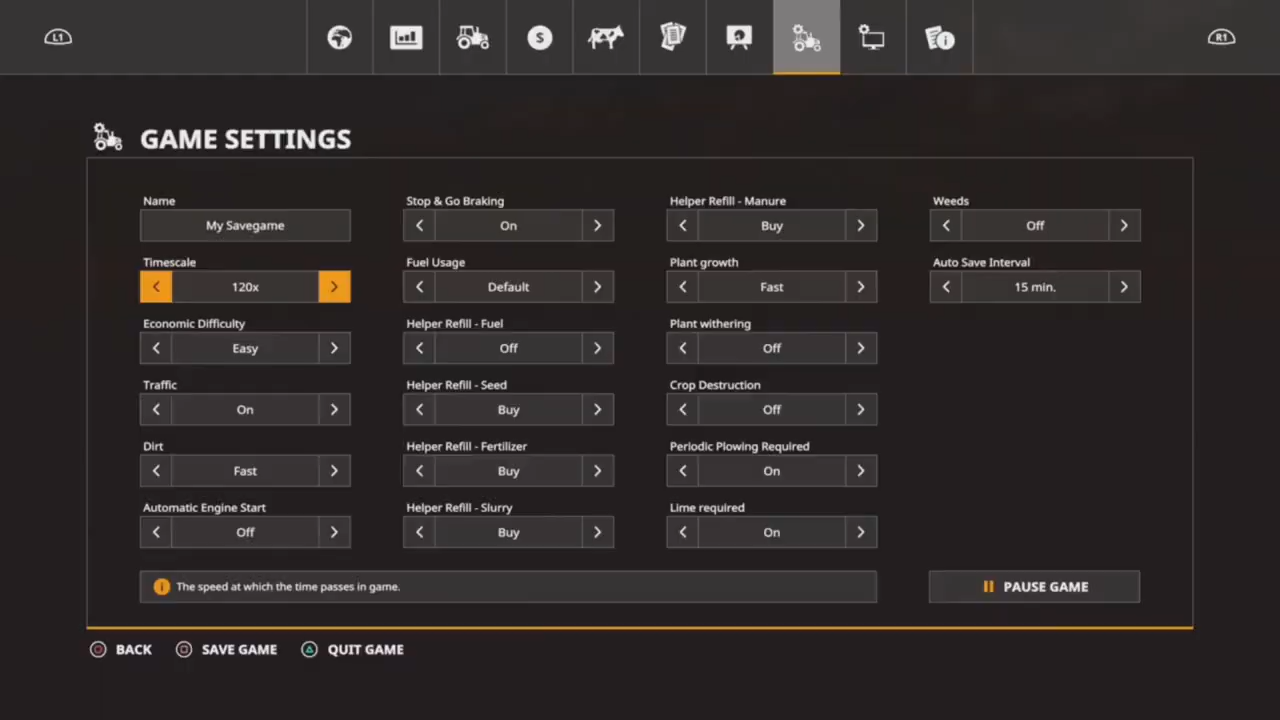 L1
R1
GAME SETTINGS
Name
My Savegame
Timescale
120x
Economic Difficulty
Easy
Traffic
On
Dirt
Fast
Automatic Engine Start
Off
Stop & Go Braking
On
Fuel Usage
Default
Helper Refill - Fuel
Off
Helper Refill - Seed
Buy
Helper Refill - Fertilizer
Buy
Helper Refill - Slurry
Buy
Helper Refill - Manure
Buy
Plant growth
Fast
Plant withering
Off
Crop Destruction
Off
Periodic Plowing Required
On
Lime required
On
Weeds
Off
Auto Save Interval
15 min.
The speed at which the time passes in game.
PAUSE GAME
BACK SAVE GAME QUIT GAME